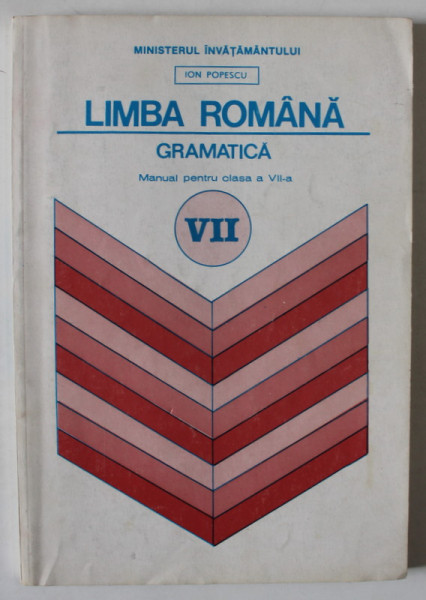 MINISTERUL ÎNVĂȚĂMÂNTULUI
ION POPESCU
LIMBA ROMÂNĂ
GRAMATICĂ
Manual pentru clasa a VII-a
VII